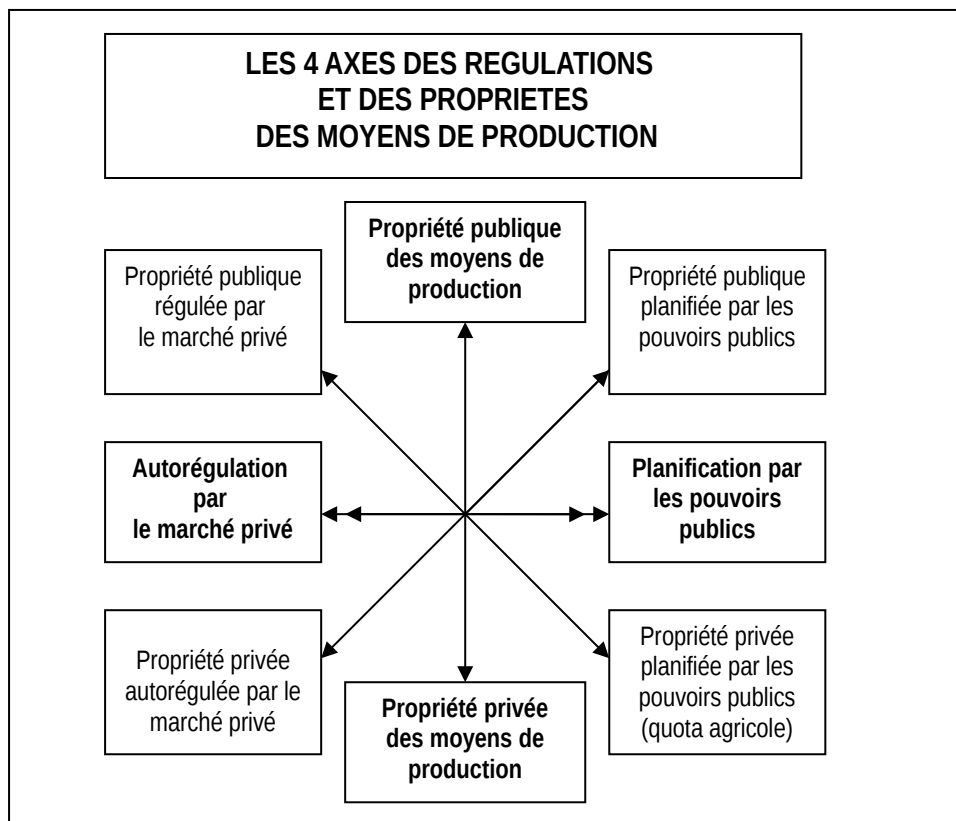 LES 4 AXES DES REGULATIONS
ET DES PROPRIETES
DES MOYENS DE PRODUCTION
Propriété publique
des moyens de
production
Propriété publique
régulée par
le marché privé
Propriété publique
planifiée par les
pouvoirs publics
Autorégulation
par
le marché privé
Planification par
les pouvoirs
publics
Propriété privée
autorégulée par le
marché privé
Propriété privée
des moyens de
production
Propriété privée
planifiée par les
pouvoirs publics
(quota agricole)